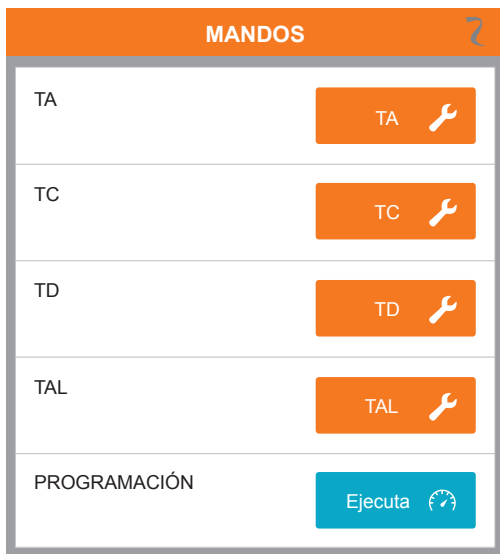 MANDOS
TA
TA
TC
TC
TD
TD
TAL
TAL
PROGRAMACIÓN
Ejecuta